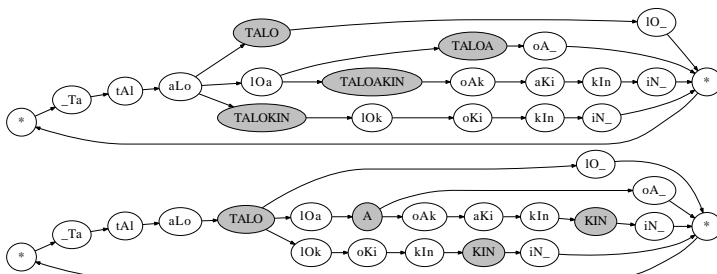 TALO lO_
TALOA oA_
* _Ta tAl aLo lOa TALOAKIN oAk aKi kIn iN_ *
TALOKIN lOk oKi kIn iN_
lO_
oA_
* _Ta tAl aLo TALO lOa A oAk aKi kIn KIN iN_ *
lOk oKi kIn KIN iN_